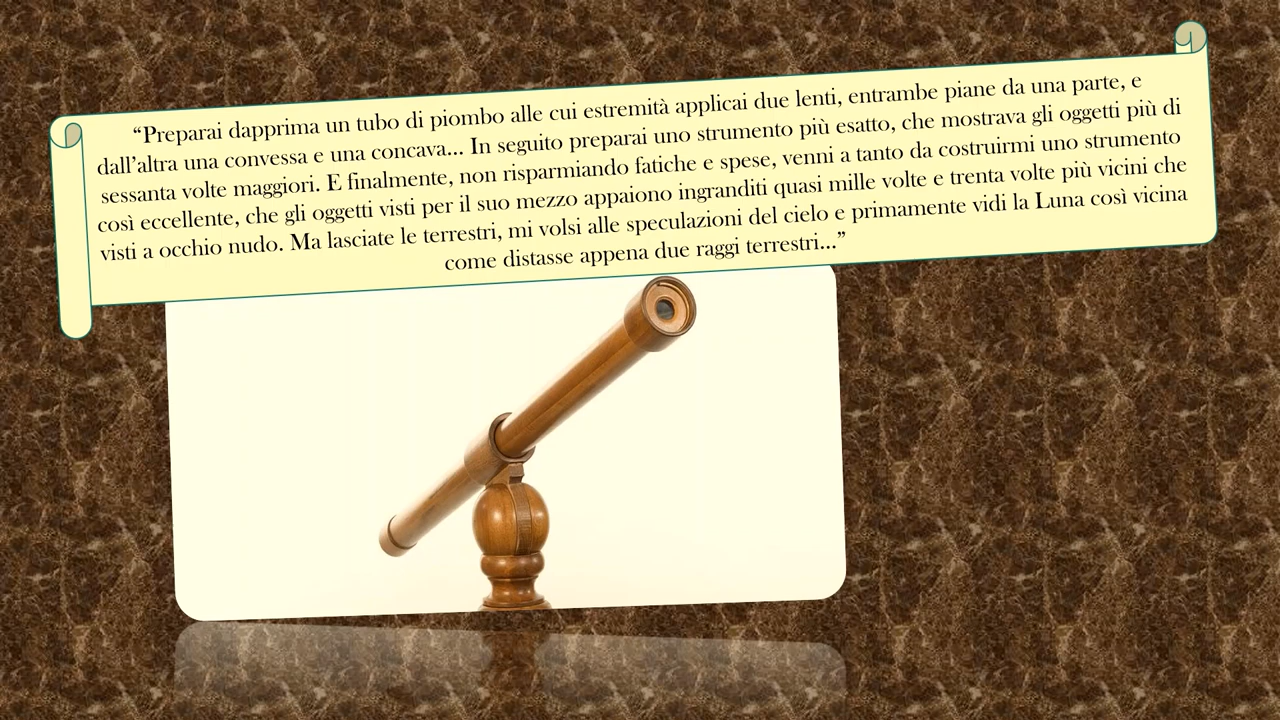 “Preparai dapprima un tubo di piombo alle cui estremità applicai due lenti, entrambe piane da una parte, e
dall’altra una convessa e una concava... In seguito preparai uno strumento più esatto, che mostrava gli oggetti più di
sessanta volte maggiori. E finalmente, non risparmiando fatiche e spese, venni a tanto da costruirmi uno strumento
così eccellente, che gli oggetti visti per il suo mezzo appaiono ingranditi quasi mille volte e trenta volte più vicini che
visti a occhio nudo. Ma lasciate le terrestri, mi volsi alle speculazioni del cielo e primamente vidi la Luna così vicina
come distasse appena due raggi terrestri...”